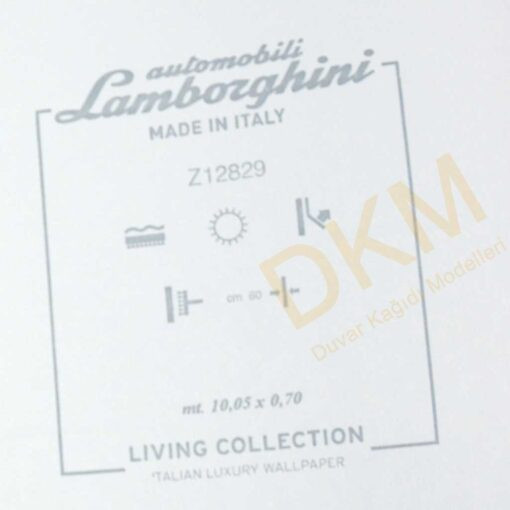 automobili
Lamborghini
MADE IN ITALY
Z12829
cm 60
mt. 10,05 x 0,70
LIVING COLLECTION
ITALIAN LUXURY WALLPAPER
DKM
Duvar Kağıdı Modelleri